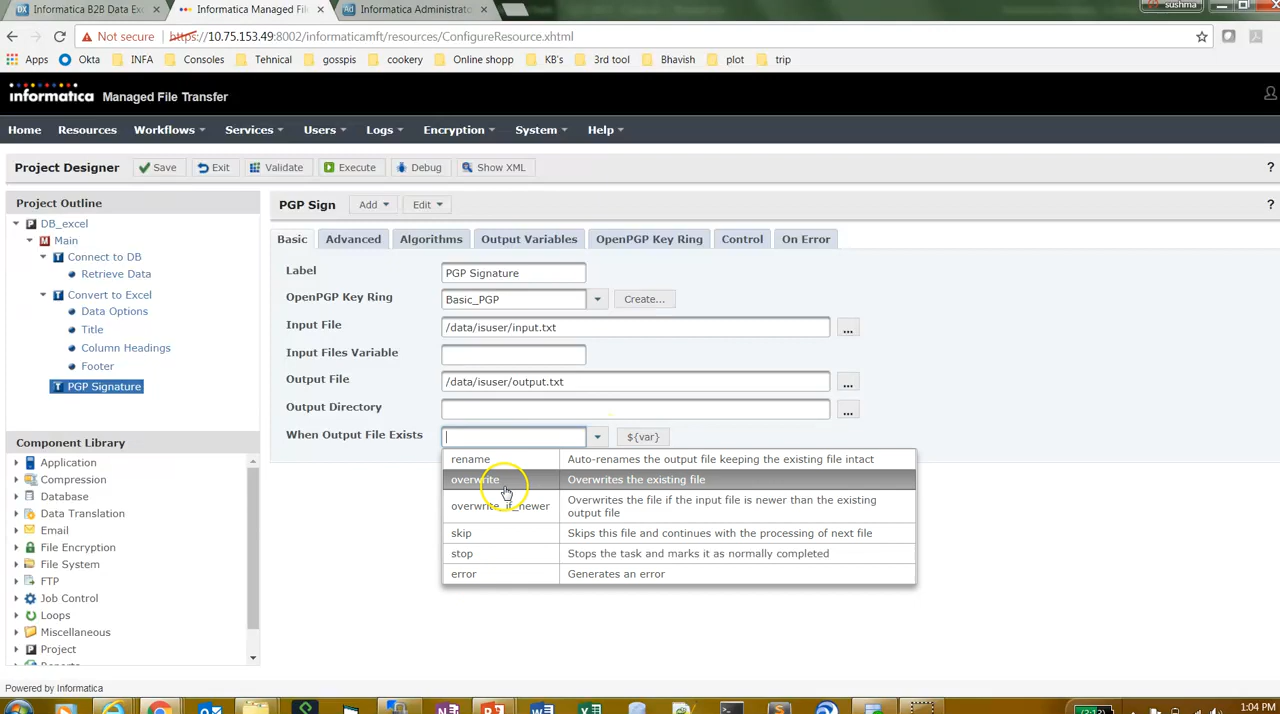 Informatica B2B Data Ex
Informatica Managed Fil
Informatica Administrato
sushma
Not secure | https://10.75.153.49:8002/informaticamft/resources/ConfigureResource.xhtml
Apps Okta INFA Consoles Tehnical gosspis cookery Online shopp KB's 3rd tool Bhavish plot trip
informatica Managed File Transfer
Home Resources Workflows Services Users Logs Encryption System Help
Project Designer Save Exit Validate Execute Debug Show XML ?
Project Outline
DB_excel
Main
Connect to DB
Retrieve Data
Convert to Excel
Data Options
Title
Column Headings
Footer
PGP Signature
Component Library
Application
Compression
Database
Data Translation
Email
File Encryption
File System
FTP
Job Control
Loops
Miscellaneous
Project
Reports
PGP Sign Add Edit ?
Basic Advanced Algorithms Output Variables OpenPGP Key Ring Control On Error
Label PGP Signature
OpenPGP Key Ring Basic_PGP Create...
Input File /data/isuser/input.txt ...
Input Files Variable
Output File /data/isuser/output.txt ...
Output Directory ...
When Output File Exists ${var}
rename Auto-renames the output file keeping the existing file intact
overwrite Overwrites the existing file
overwrite_if_newer Overwrites the file if the input file is newer than the existing
output file
skip Skips this file and continues with the processing of next file
stop Stops the task and marks it as normally completed
error Generates an error
Powered by Informatica
1:04 PM